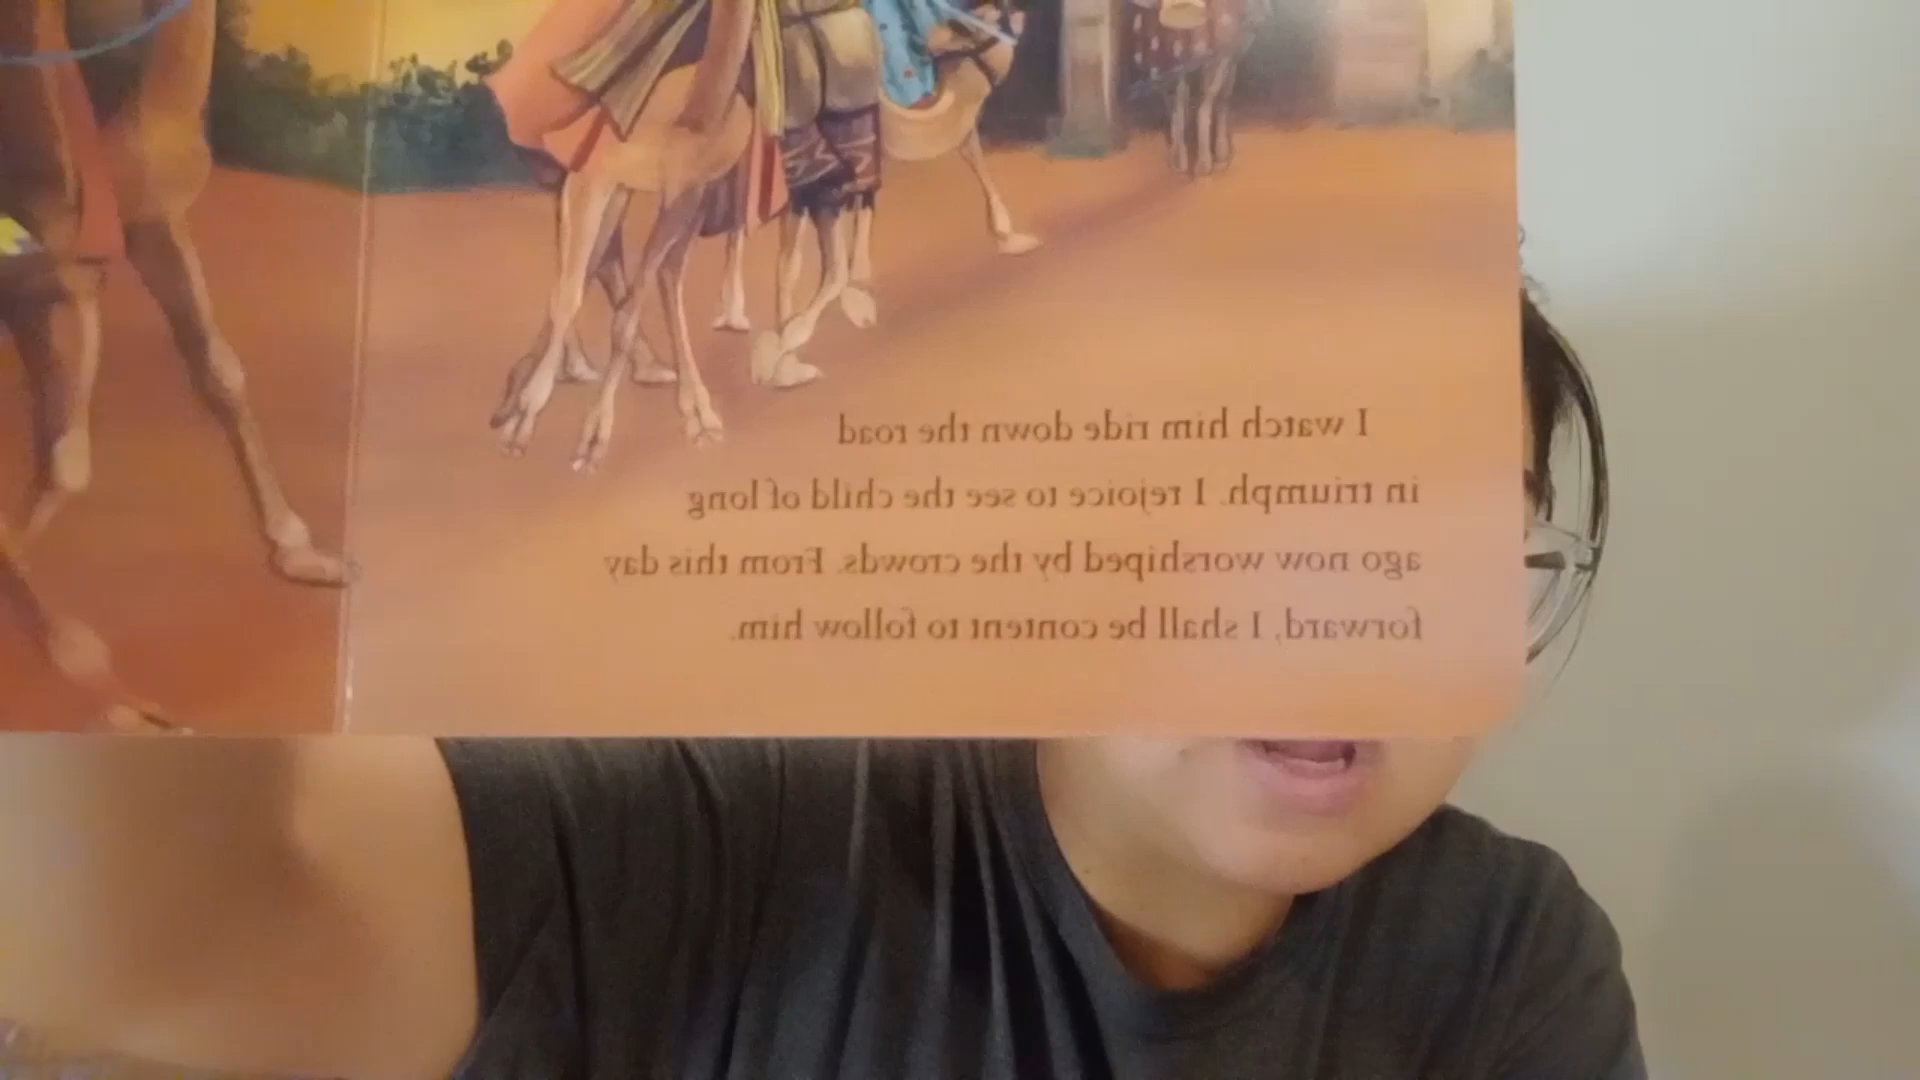 I watch him ride down the road
in triumph. I rejoice to see the child of long
ago now worshiped by the crowds. From this day
forward, I shall be content to follow him.